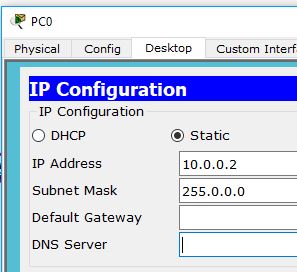 PC0
Physical Config Desktop Custom Interf
IP Configuration
IP Configuration
DHCP Static
IP Address 10.0.0.2
Subnet Mask 255.0.0.0
Default Gateway
DNS Server